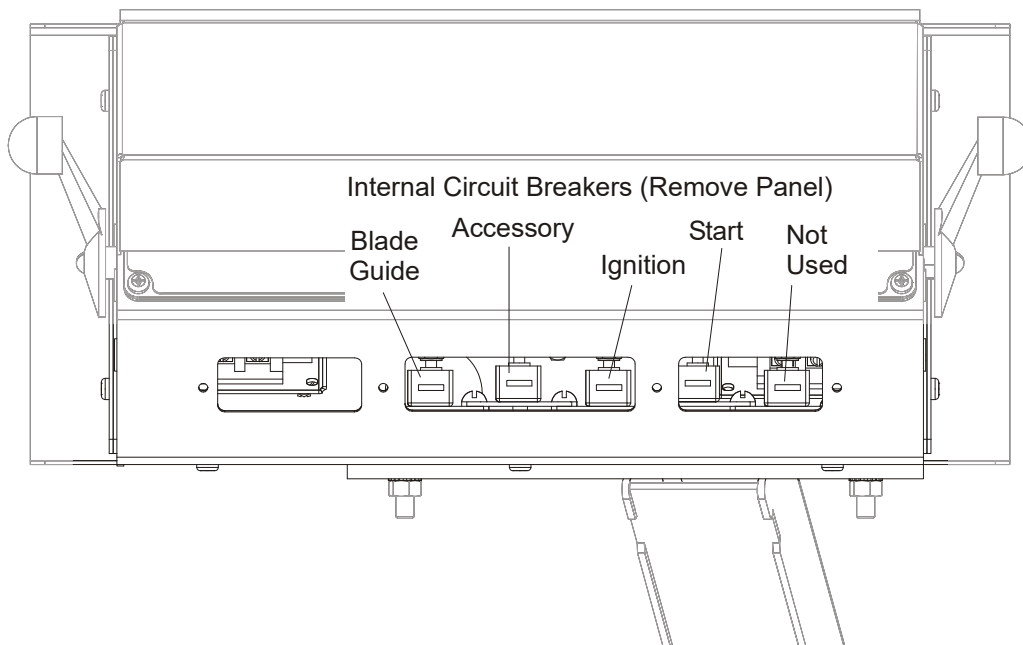 Internal Circuit Breakers (Remove Panel)
Blade
Guide
Accessory
Ignition
Start
Not
Used